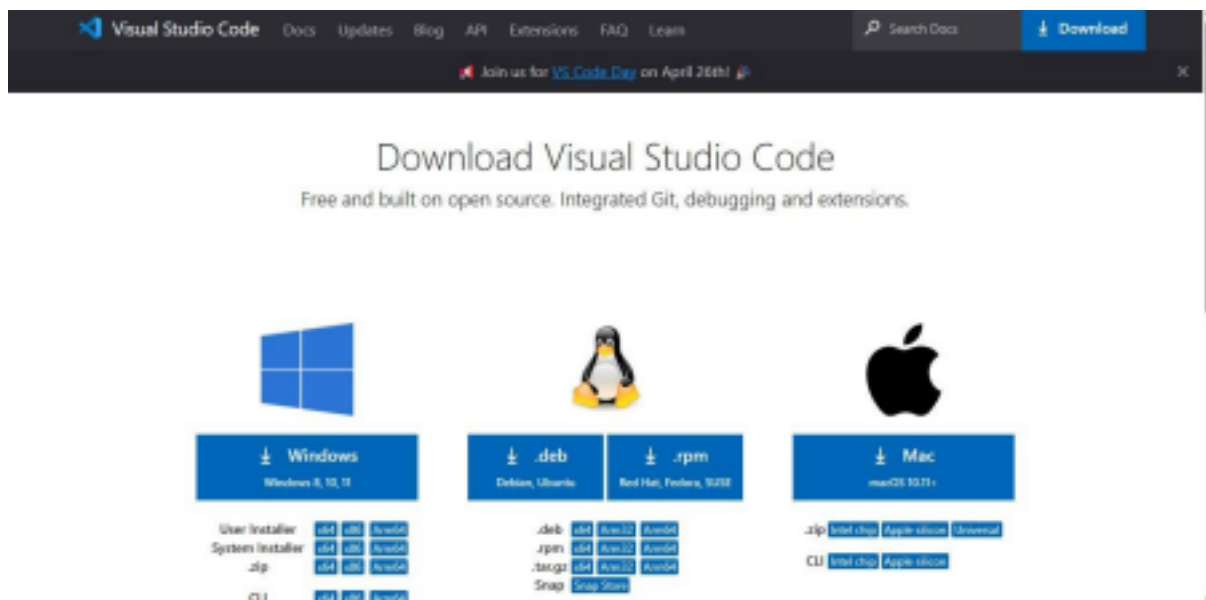 Visual Studio Code Docs Updates Blog API Extensions FAQ Learn Search Docs Download
Join us for VS Code Day on April 26th!
Download Visual Studio Code
Free and built on open source. Integrated Git, debugging and extensions.
Windows
Windows 8, 10, 11
.deb
Debian, Ubuntu
.rpm
Red Hat, Fedora, SUSE
Mac
macOS 10.11+
User Installer x64 x86 Arm64
System Installer x64 x86 Arm64
.zip x64 x86 Arm64
CLI x64 x86 Arm64
.deb x64 Arm32 Arm64
.rpm x64 Arm32 Arm64
.tar.gz x64 Arm32 Arm64
Snap Snap Store
.zip Intel chip Apple silicon Universal
CLI Intel chip Apple silicon